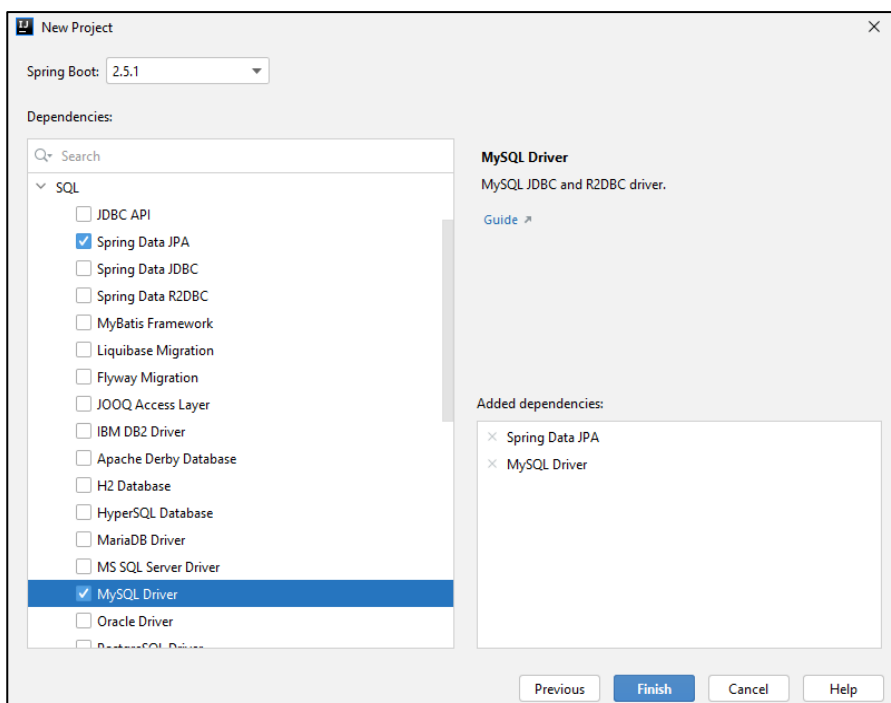 New Project
Spring Boot: 2.5.1
Dependencies:
Search
SQL
JDBC API
Spring Data JPA
Spring Data JDBC
Spring Data R2DBC
MyBatis Framework
Liquibase Migration
Flyway Migration
JOOQ Access Layer
IBM DB2 Driver
Apache Derby Database
H2 Database
HyperSQL Database
MariaDB Driver
MS SQL Server Driver
MySQL Driver
Oracle Driver
PostgreSQL Driver
MySQL Driver
MySQL JDBC and R2DBC driver.
Guide
Added dependencies:
Spring Data JPA
MySQL Driver
Previous
Finish
Cancel
Help